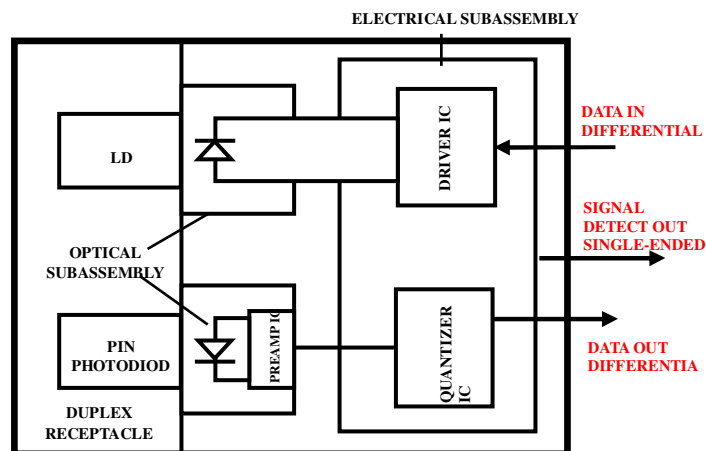 ELECTRICAL SUBASSEMBLY
LD
DRIVER IC
DATA IN
DIFFERENTIAL
SIGNAL
DETECT OUT
SINGLE-ENDED
OPTICAL
SUBASSEMBLY
PIN
PHOTODIOD
PREAMP IC
QUANTIZER
IC
DATA OUT
DIFFERENTIA
DUPLEX
RECEPTACLE